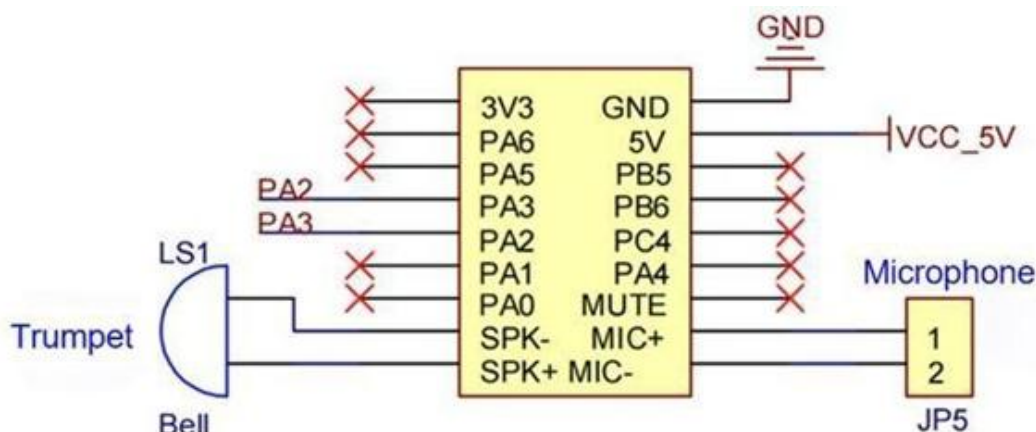 GND
3V3 GND
PA6 5V VCC_5V
PA5 PB5
PA2 PA3 PB6
PA3 PA2 PC4
LS1 PA1 PA4 Microphone
PA0 MUTE
Trumpet SPK- MIC+ 1
SPK+ MIC- 2
Bell JP5